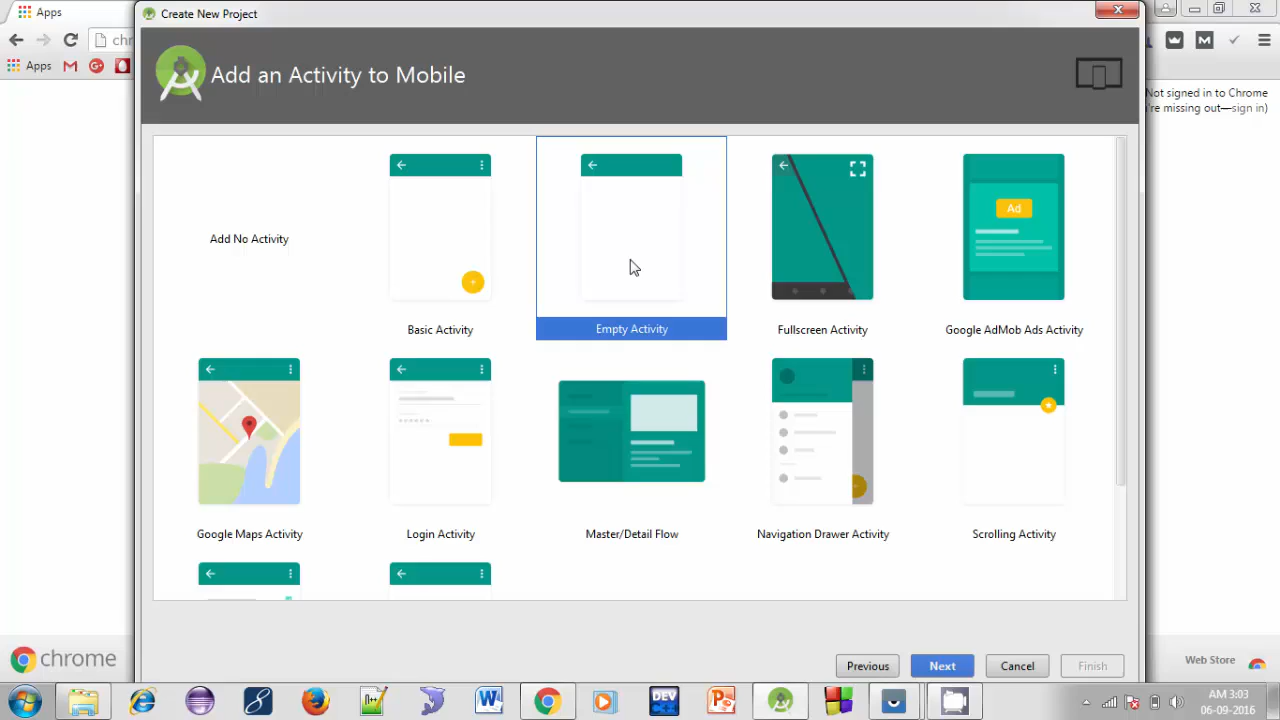 Apps
Create New Project
Add an Activity to Mobile
chr
Apps
Not signed in to Chrome
're missing out—sign in)
Add No Activity
Basic Activity
Empty Activity
Fullscreen Activity
Ad
Google AdMob Ads Activity
Google Maps Activity
Login Activity
Master/Detail Flow
Navigation Drawer Activity
Scrolling Activity
chrome
Previous
Next
Cancel
Finish
Web Store
DEV
AM 3:03
06-09-2016